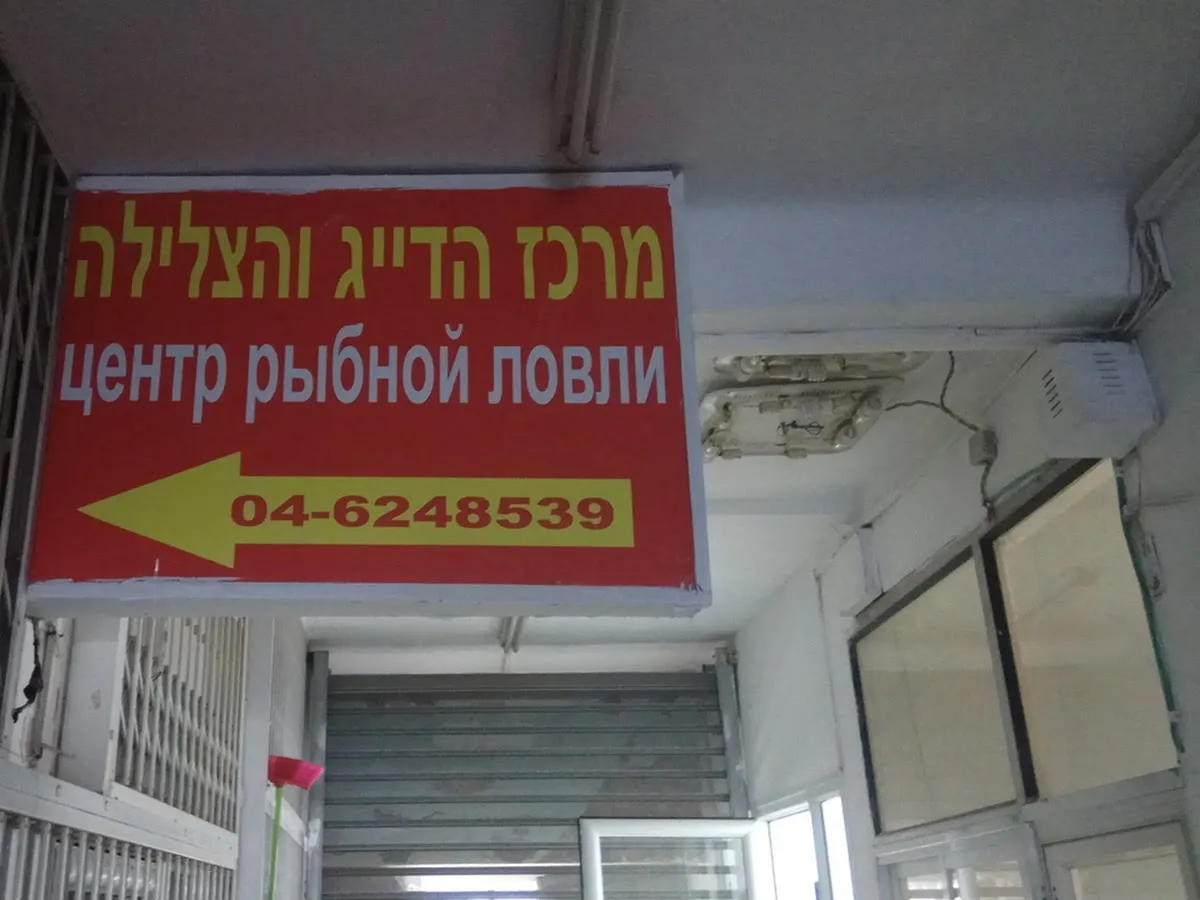 מרכז הדייג והצלילה
центр рыбной ловли
04-6248539